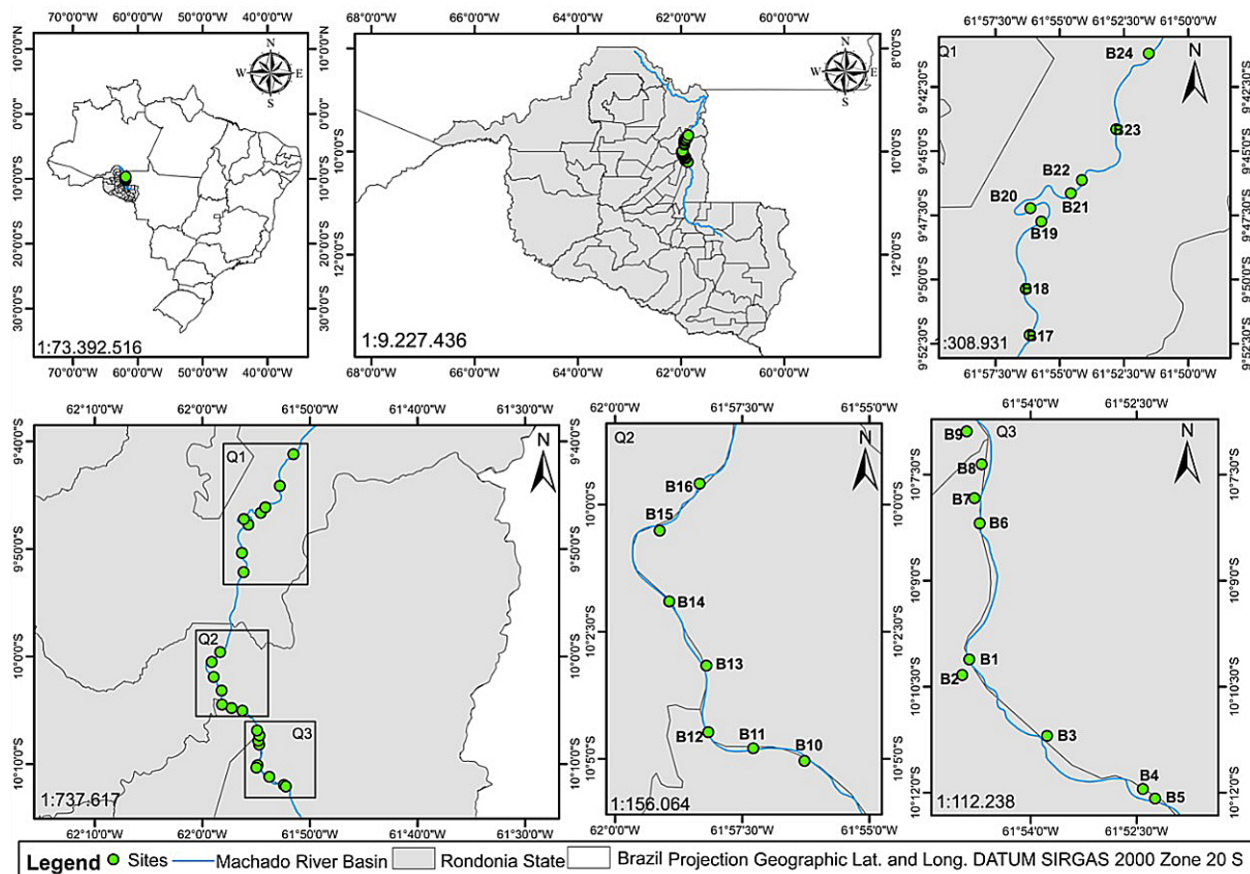 70°0'0"W 60°0'0"W 50°0'0"W 40°0'0"W
10°0'0"N
0°0'0"
10°0'0"S
20°0'0"S
30°0'0"S
N
W E
S
1:73.392.516
70°0'0"W 60°0'0"W 50°0'0"W 40°0'0"W
68°0'0"W 66°0'0"W 64°0'0"W 62°0'0"W 60°0'0"W
N
W E
S
8°0'0"S
10°0'0"S
12°0'0"S
1:9.227.436
68°0'0"W 66°0'0"W 64°0'0"W 62°0'0"W 60°0'0"W
61°57'30"W 61°55'0"W 61°52'30"W 61°50'0"W
Q1
B24
N
9°42'30"S
B23
9°45'0"S
B22
B21
B20
9°47'30"S
B19
B18
9°50'0"S
B17
9°52'30"S
:308.931
61°57'30"W 61°55'0"W 61°52'30"W 61°50'0"W
62°10'0"W 62°0'0"W 61°50'0"W 61°40'0"W 61°30'0"W
9°40'0"S
N
Q1
9°50'0"S
Q2
10°0'0"S
Q3
10°10'0"S
1:737.617
62°10'0"W 62°0'0"W 61°50'0"W 61°40'0"W 61°30'0"W
62°0'0"W 61°57'30"W 61°55'0"W
Q2
N
B16
10°0'0"S
B15
B14
10°2'30"S
B13
B12
B11
B10
10°5'0"S
1:156.064
62°0'0"W 61°57'30"W 61°55'0"W
61°54'0"W 61°52'30"W
Q3
N
B9
B8
10°7'30"S
B7
B6
10°9'0"S
B1
B2
10°10'30"S
B3
B4
B5
10°12'0"S
1:112.238
61°54'0"W 61°52'30"W
Legend Sites Machado River Basin Rondonia State Brazil Projection Geographic Lat. and Long. DATUM SIRGAS 2000 Zone 20 S